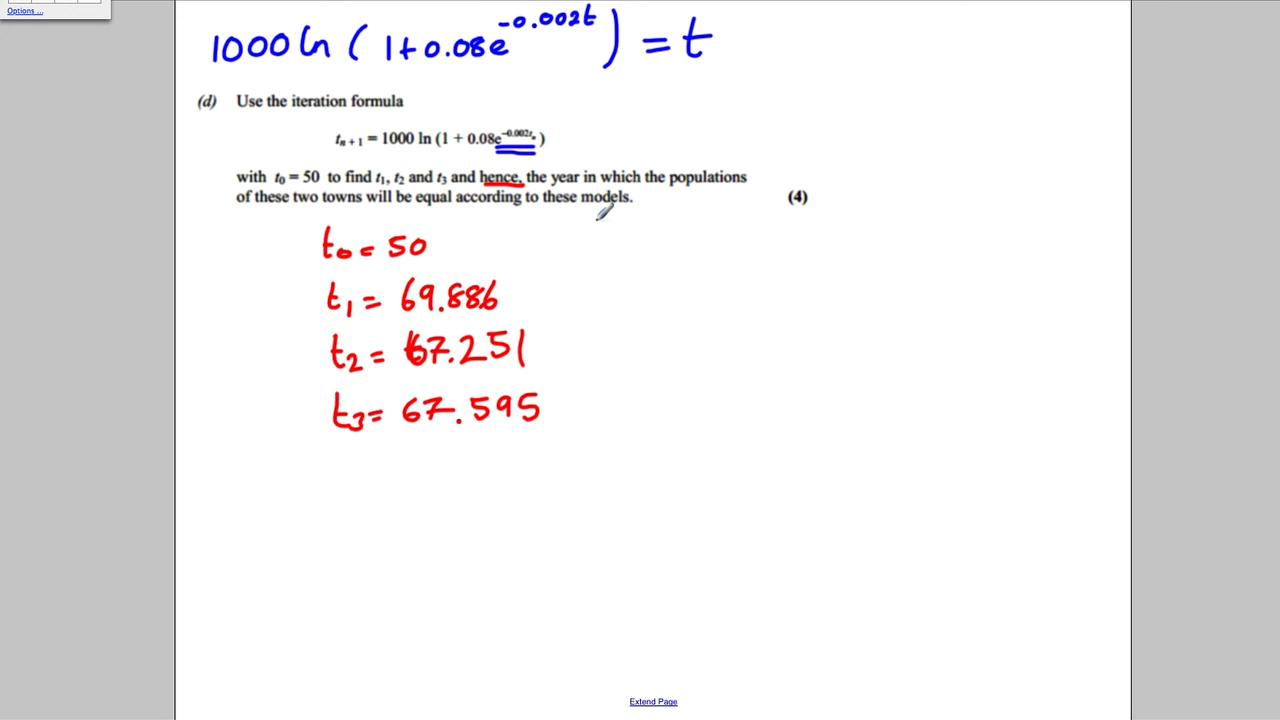 Options ...
1000 ln ( 1 + 0.08e^{-0.002t} ) = t
(d) Use the iteration formula
t_{n+1} = 1000 ln (1 + 0.08e^{-0.002t_n})
with t_0 = 50 to find t_1, t_2 and t_3 and hence, the year in which the populations
of these two towns will be equal according to these models. (4)
t_0 = 50
t_1 = 69.886
t_2 = 67.251
t_3 = 67.595
Extend Page